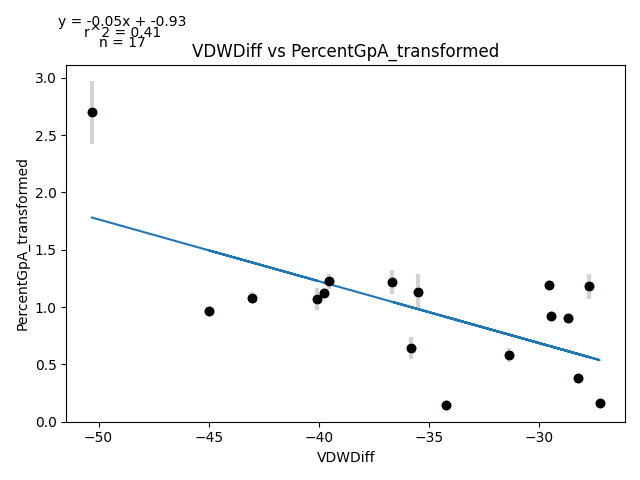 y = -0.05x + -0.93
r^2 = 0.41
n = 17
VDWDiff vs PercentGpA_transformed
3.0
2.5
2.0
1.5
1.0
0.5
0.0
PercentGpA_transformed
−50
−45
−40
−35
−30
VDWDiff